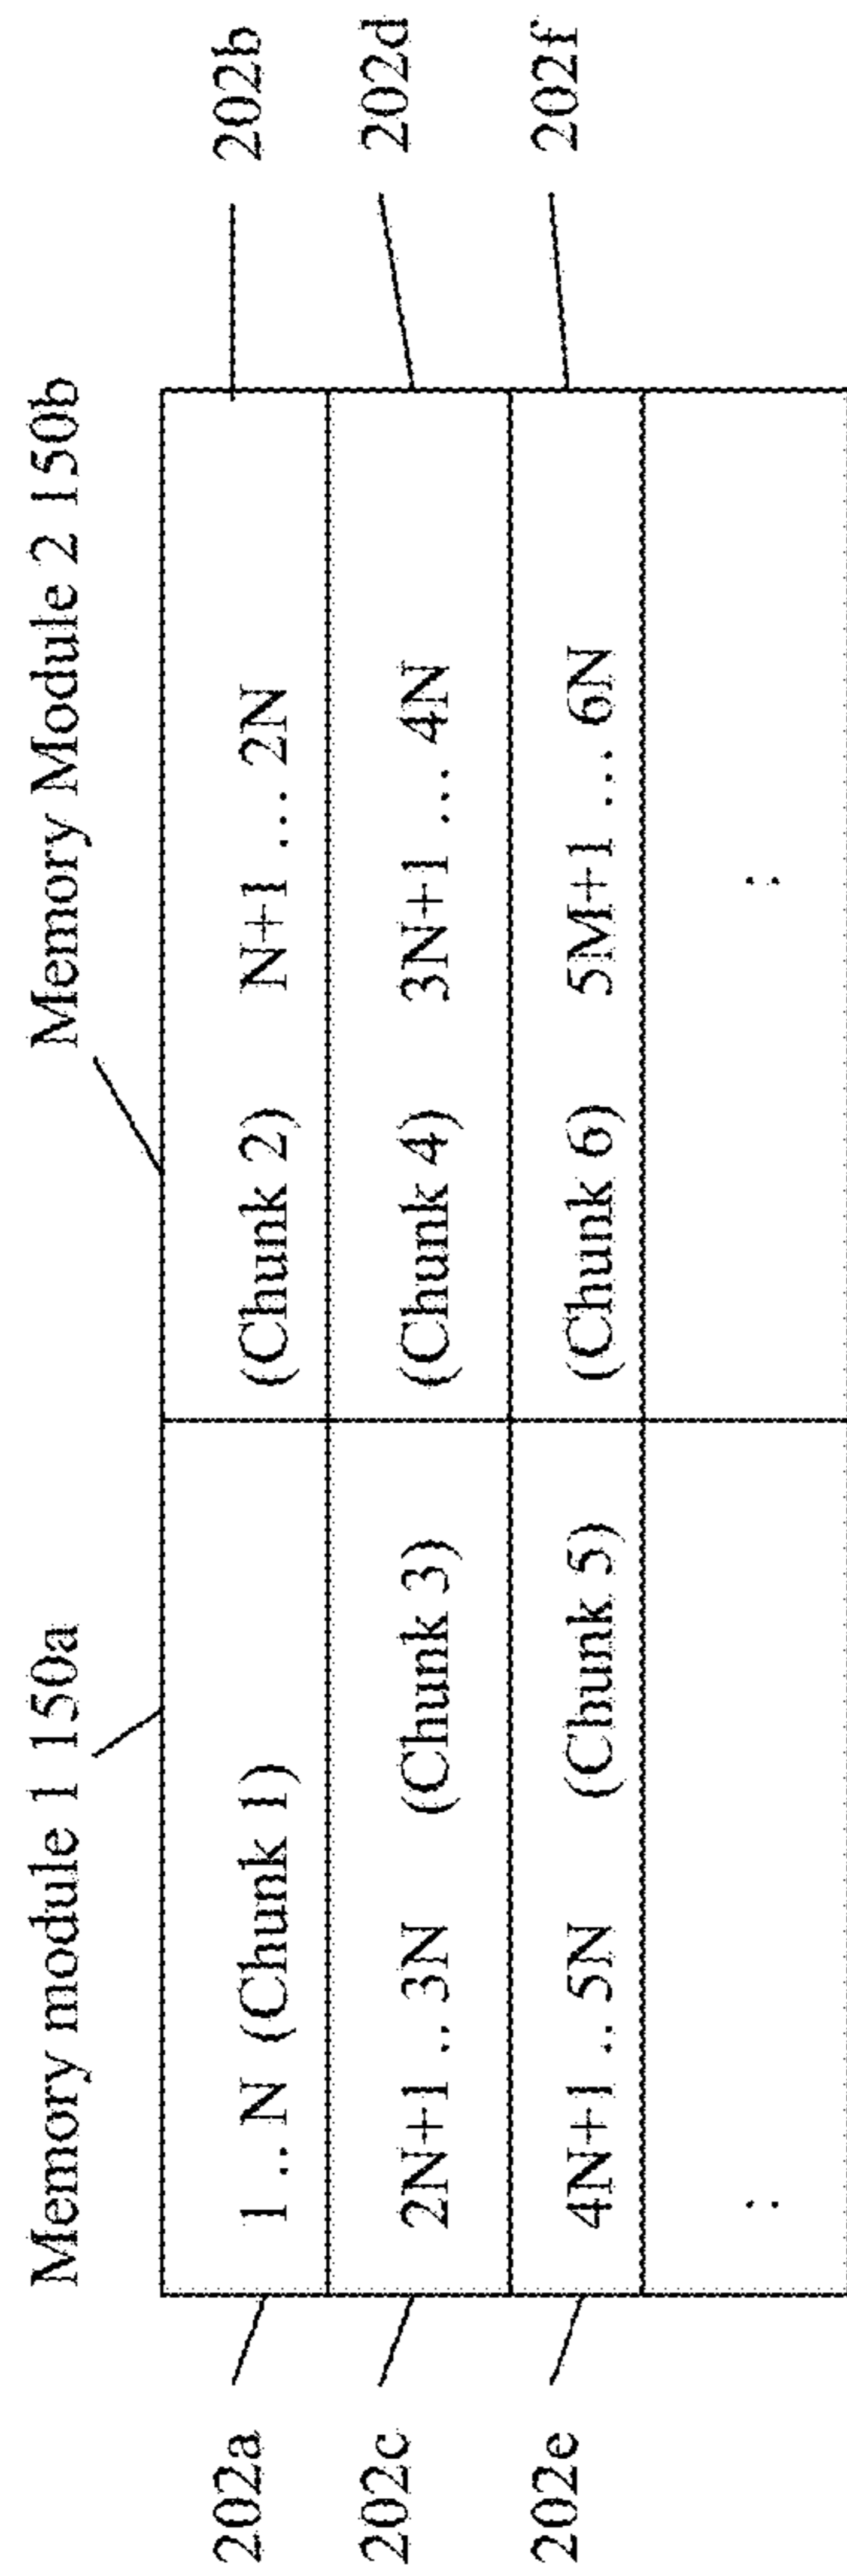 Memory module 1 150a
Memory Module 2 150b
202a
1 .. N (Chunk 1)
(Chunk 2) N+1 ... 2N
202b
202c
2N+1 .. 3N (Chunk 3)
(Chunk 4) 3N+1 ... 4N
202d
202e
4N+1 .. 5N (Chunk 5)
(Chunk 6) 5M+1 ... 6N
202f
:
: